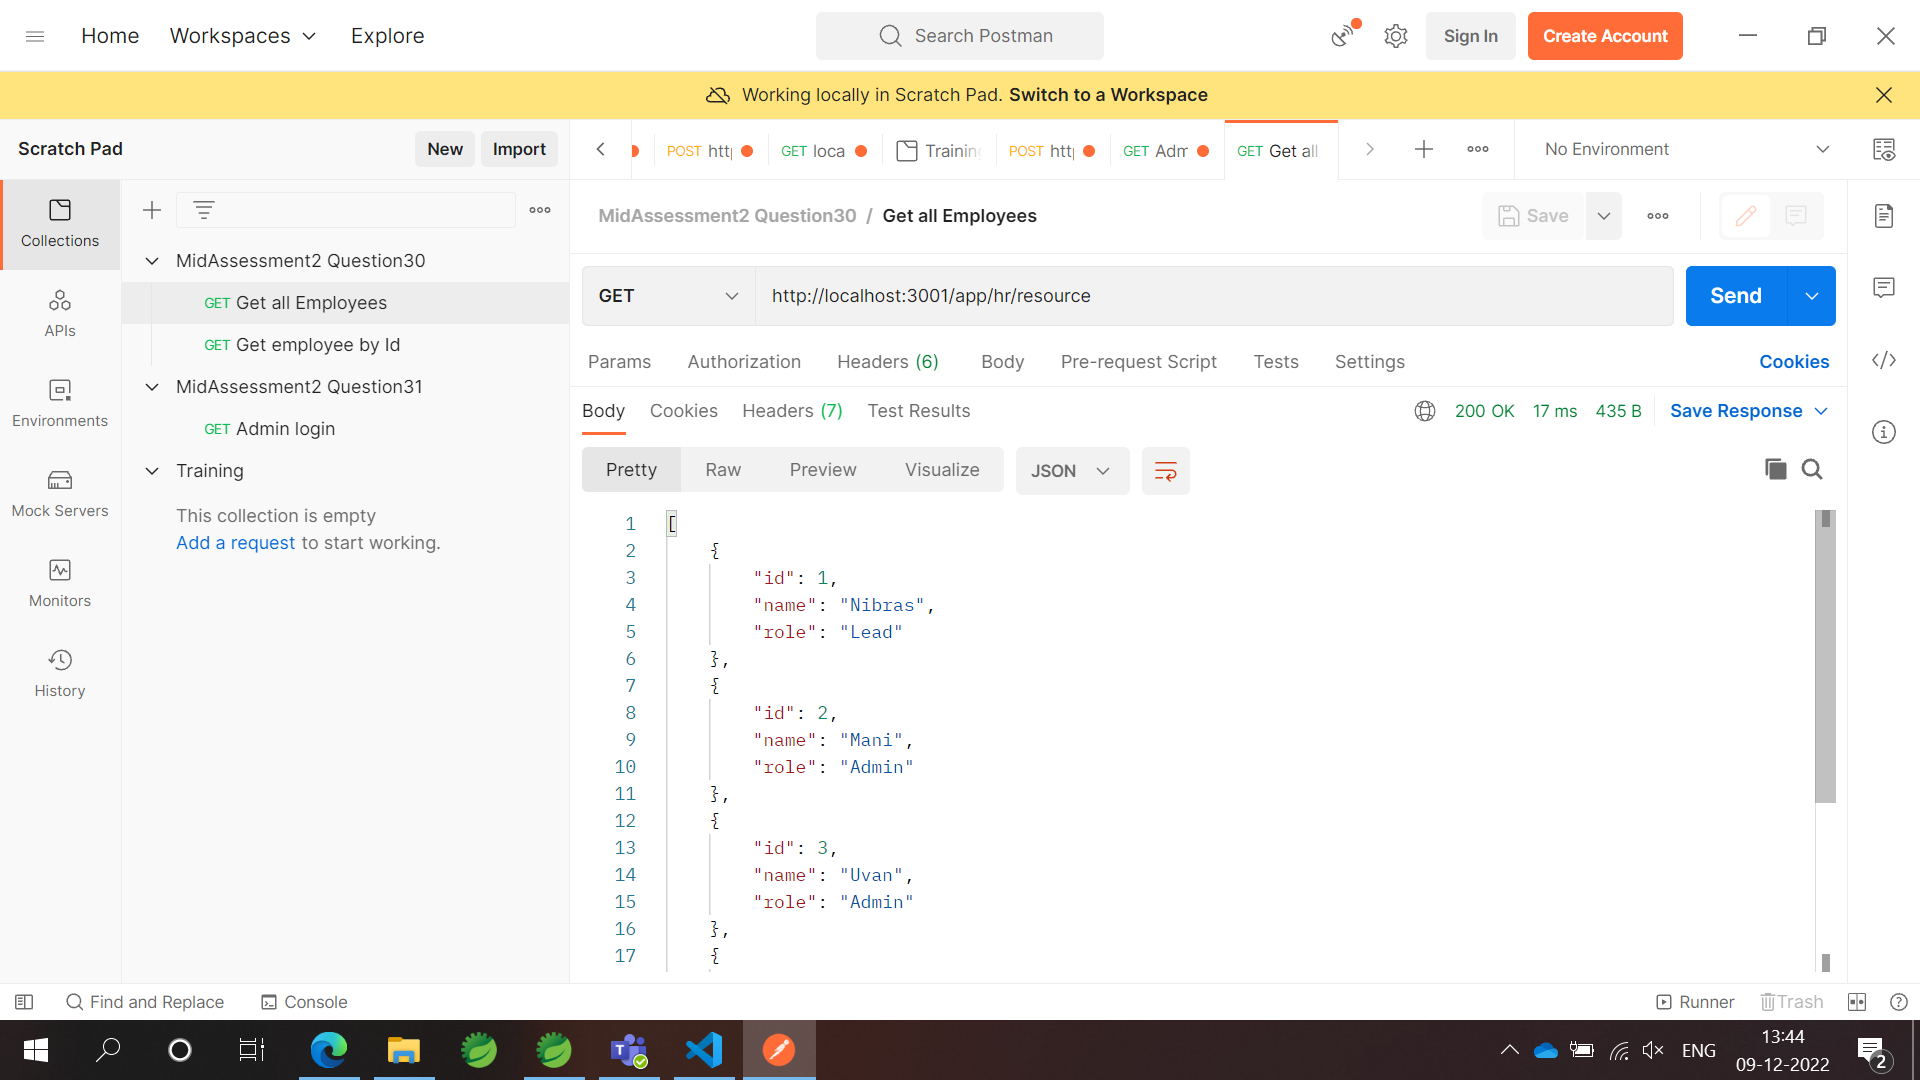 Home Workspaces Explore Search Postman Sign In Create Account
Working locally in Scratch Pad. Switch to a Workspace
Scratch Pad New Import POST http GET loca Training POST http GET Adm GET Get all No Environment
Collections
APIs
Environments
Mock Servers
Monitors
History
MidAssessment2 Question30
GET Get all Employees
GET Get employee by Id
MidAssessment2 Question31
GET Admin login
Training
This collection is empty
Add a request to start working.
MidAssessment2 Question30 / Get all Employees Save
GET http://localhost:3001/app/hr/resource Send
Params Authorization Headers (6) Body Pre-request Script Tests Settings Cookies
Body Cookies Headers (7) Test Results 200 OK 17 ms 435 B Save Response
Pretty Raw Preview Visualize JSON
1 [
2 {
3 "id": 1,
4 "name": "Nibras",
5 "role": "Lead"
6 },
7 {
8 "id": 2,
9 "name": "Mani",
10 "role": "Admin"
11 },
12 {
13 "id": 3,
14 "name": "Uvan",
15 "role": "Admin"
16 },
17 {
Find and Replace Console Runner Trash
ENG 13:44
09-12-2022
2